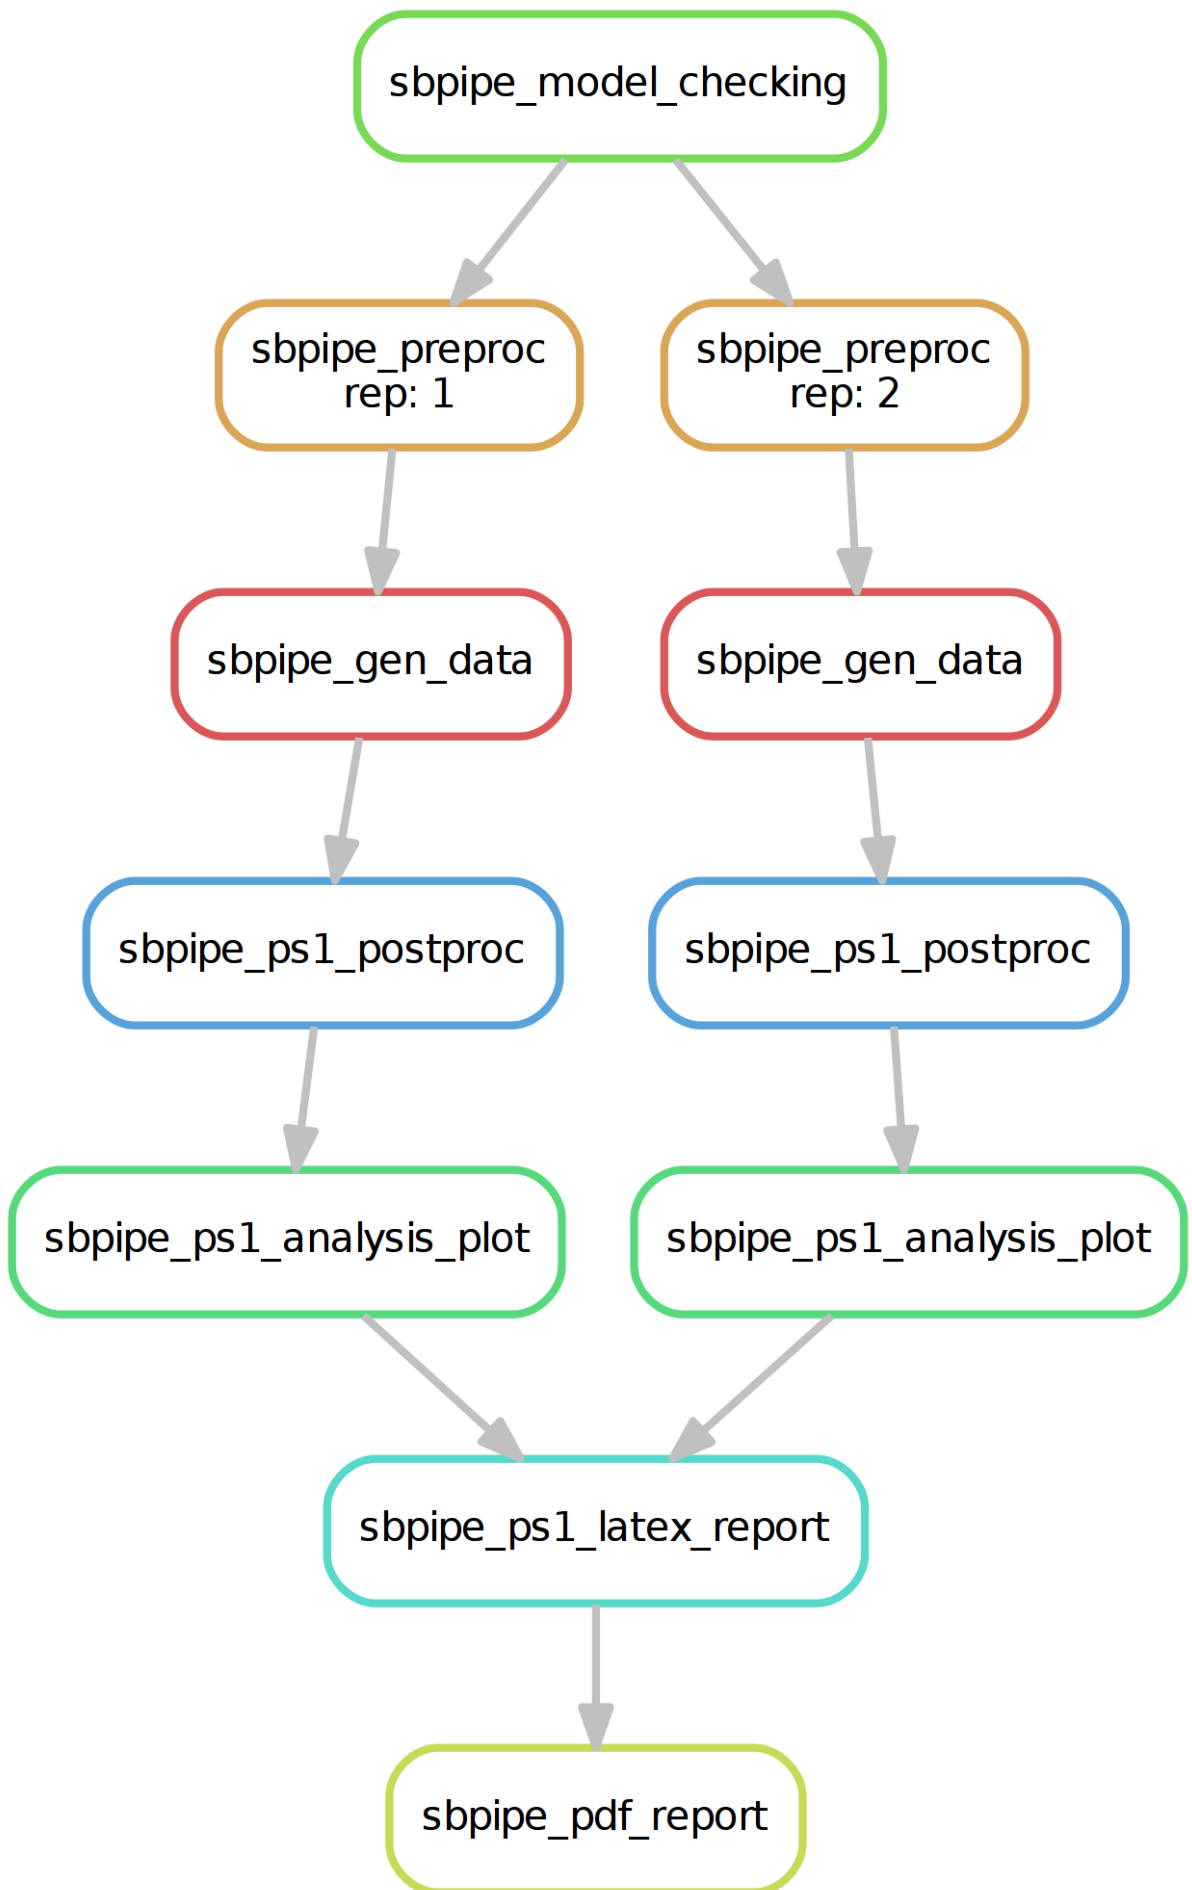 sbpipe_model_checking
sbpipe_preproc
rep: 1
sbpipe_preproc
rep: 2
sbpipe_gen_data
sbpipe_gen_data
sbpipe_ps1_postproc
sbpipe_ps1_postproc
sbpipe_ps1_analysis_plot
sbpipe_ps1_analysis_plot
sbpipe_ps1_latex_report
sbpipe_pdf_report